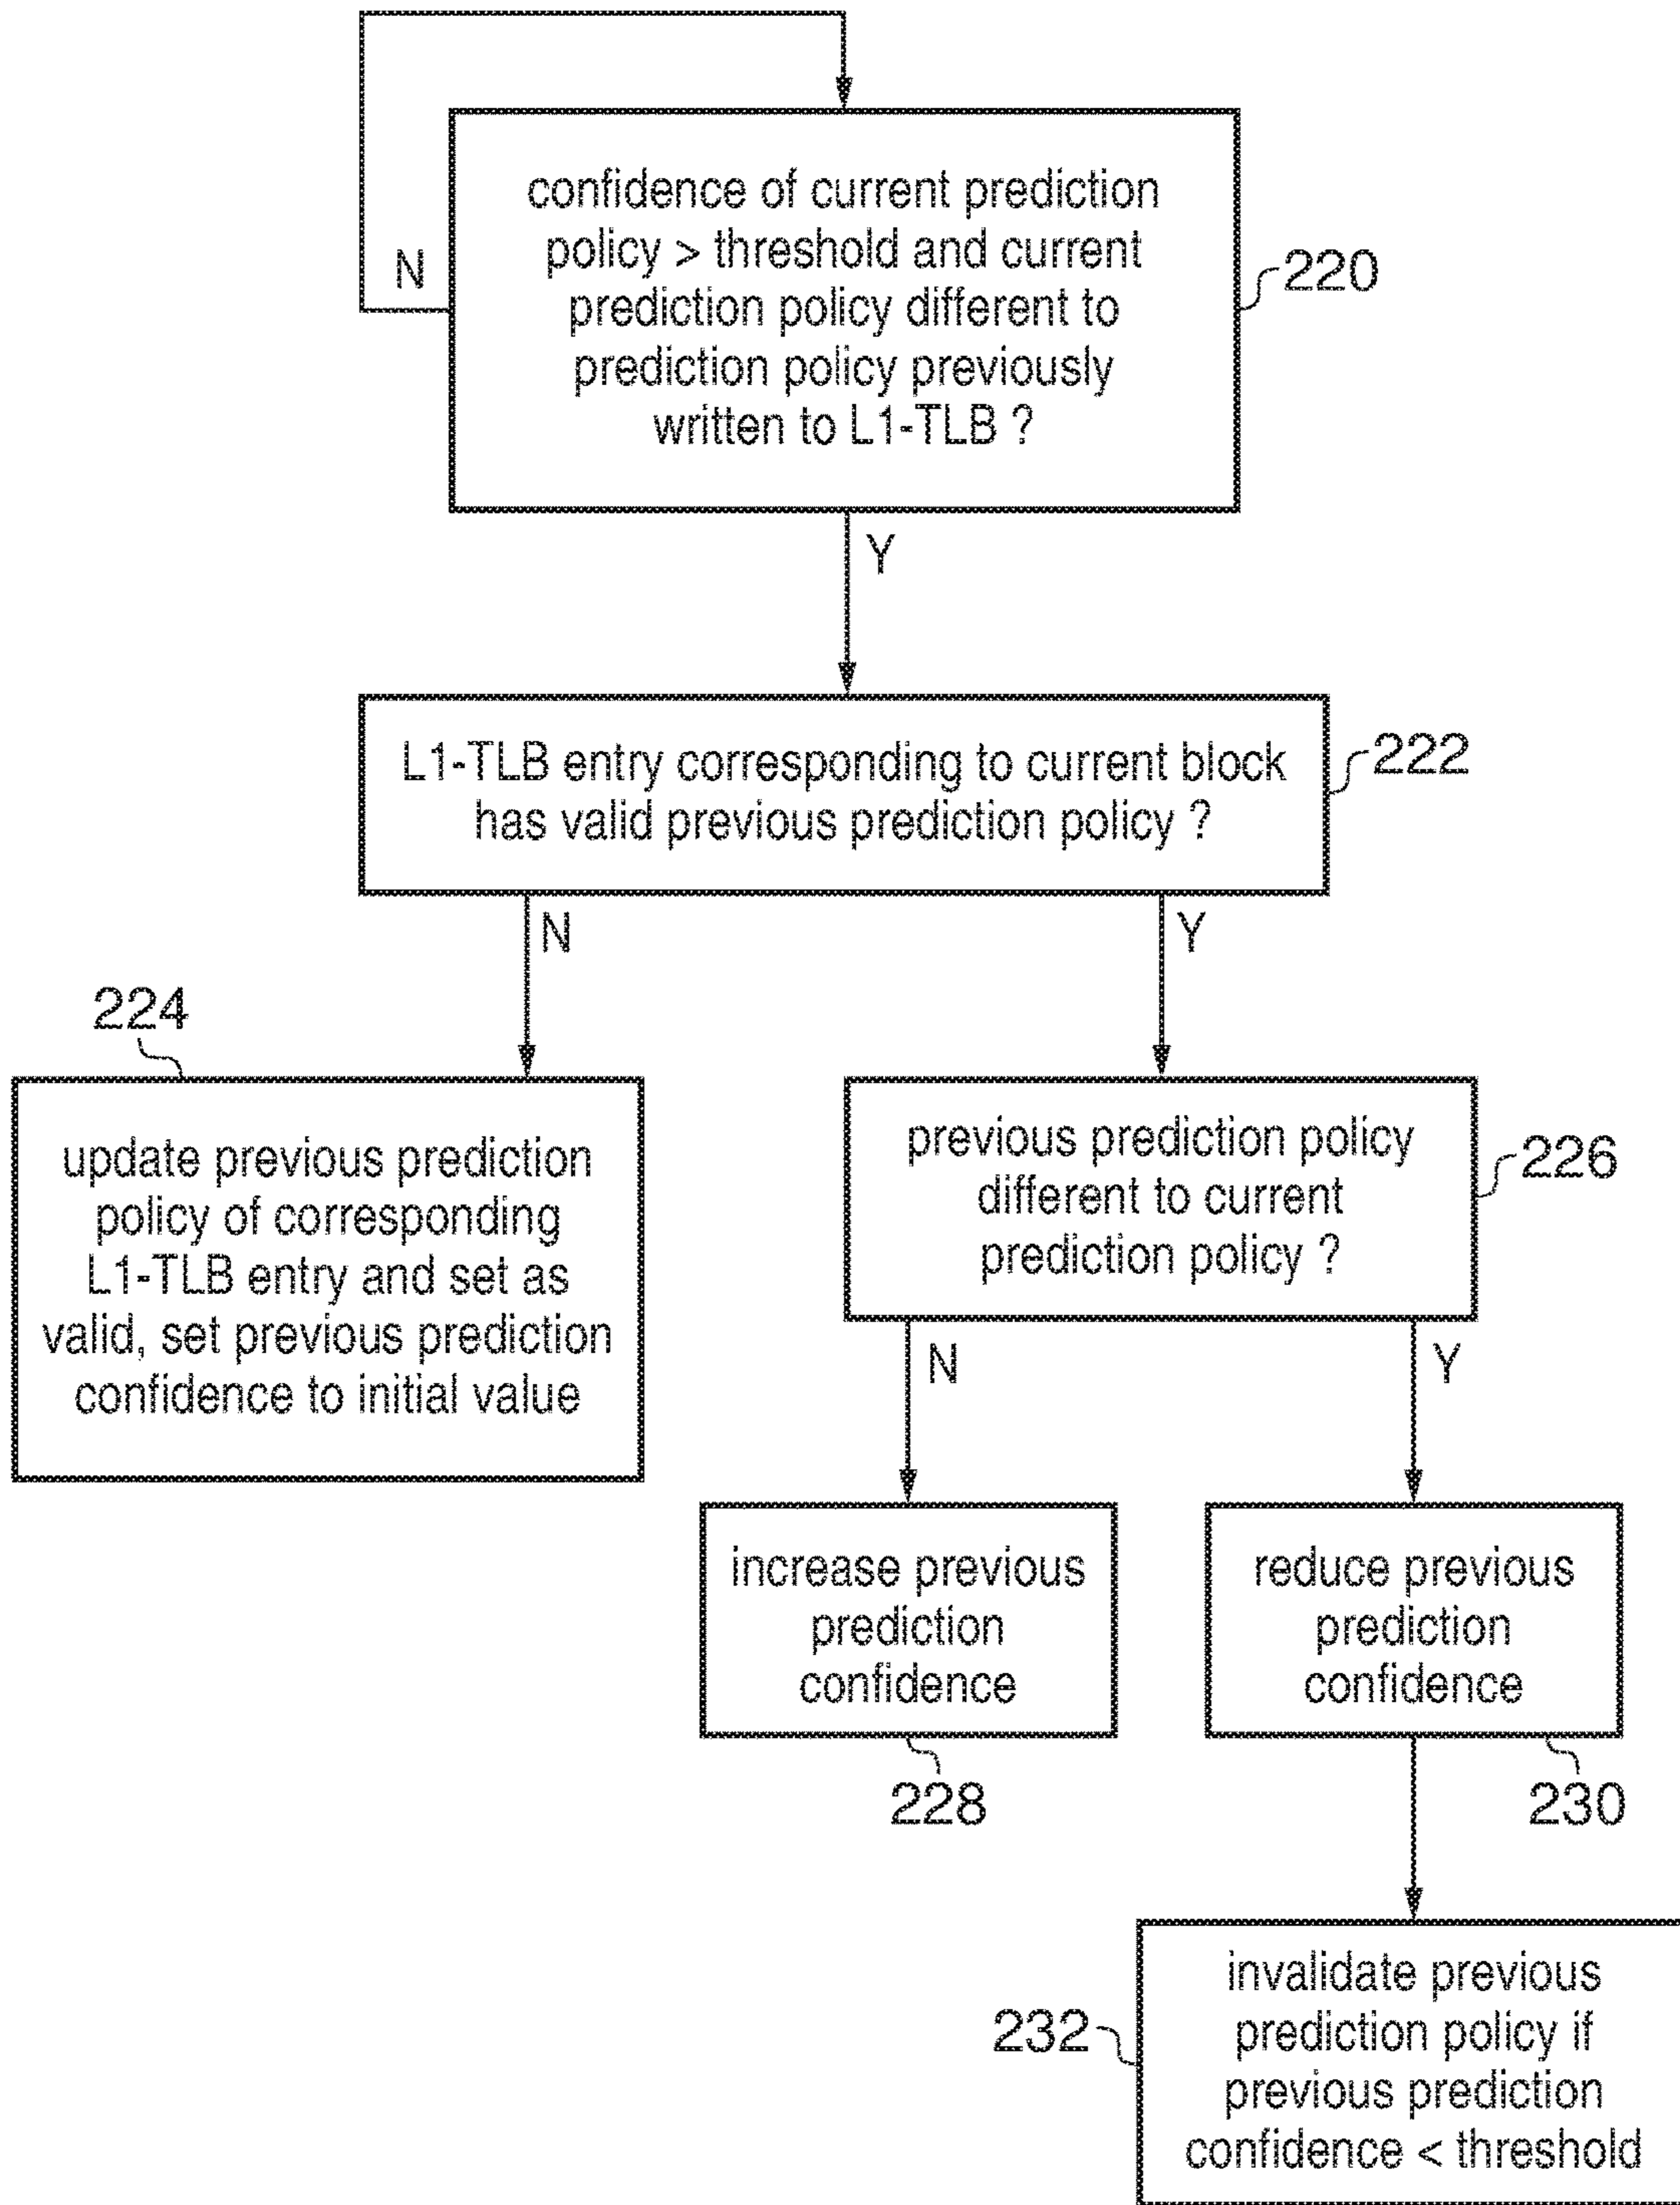 confidence of current prediction
policy > threshold and current
prediction policy different to
prediction policy previously
written to L1-TLB ?
N
220
Y
L1-TLB entry corresponding to current block
has valid previous prediction policy ?
222
N
Y
224
update previous prediction
policy of corresponding
L1-TLB entry and set as
valid, set previous prediction
confidence to initial value
previous prediction policy
different to current
prediction policy ?
226
N
Y
increase previous
prediction
confidence
228
reduce previous
prediction
confidence
230
232
invalidate previous
prediction policy if
previous prediction
confidence < threshold